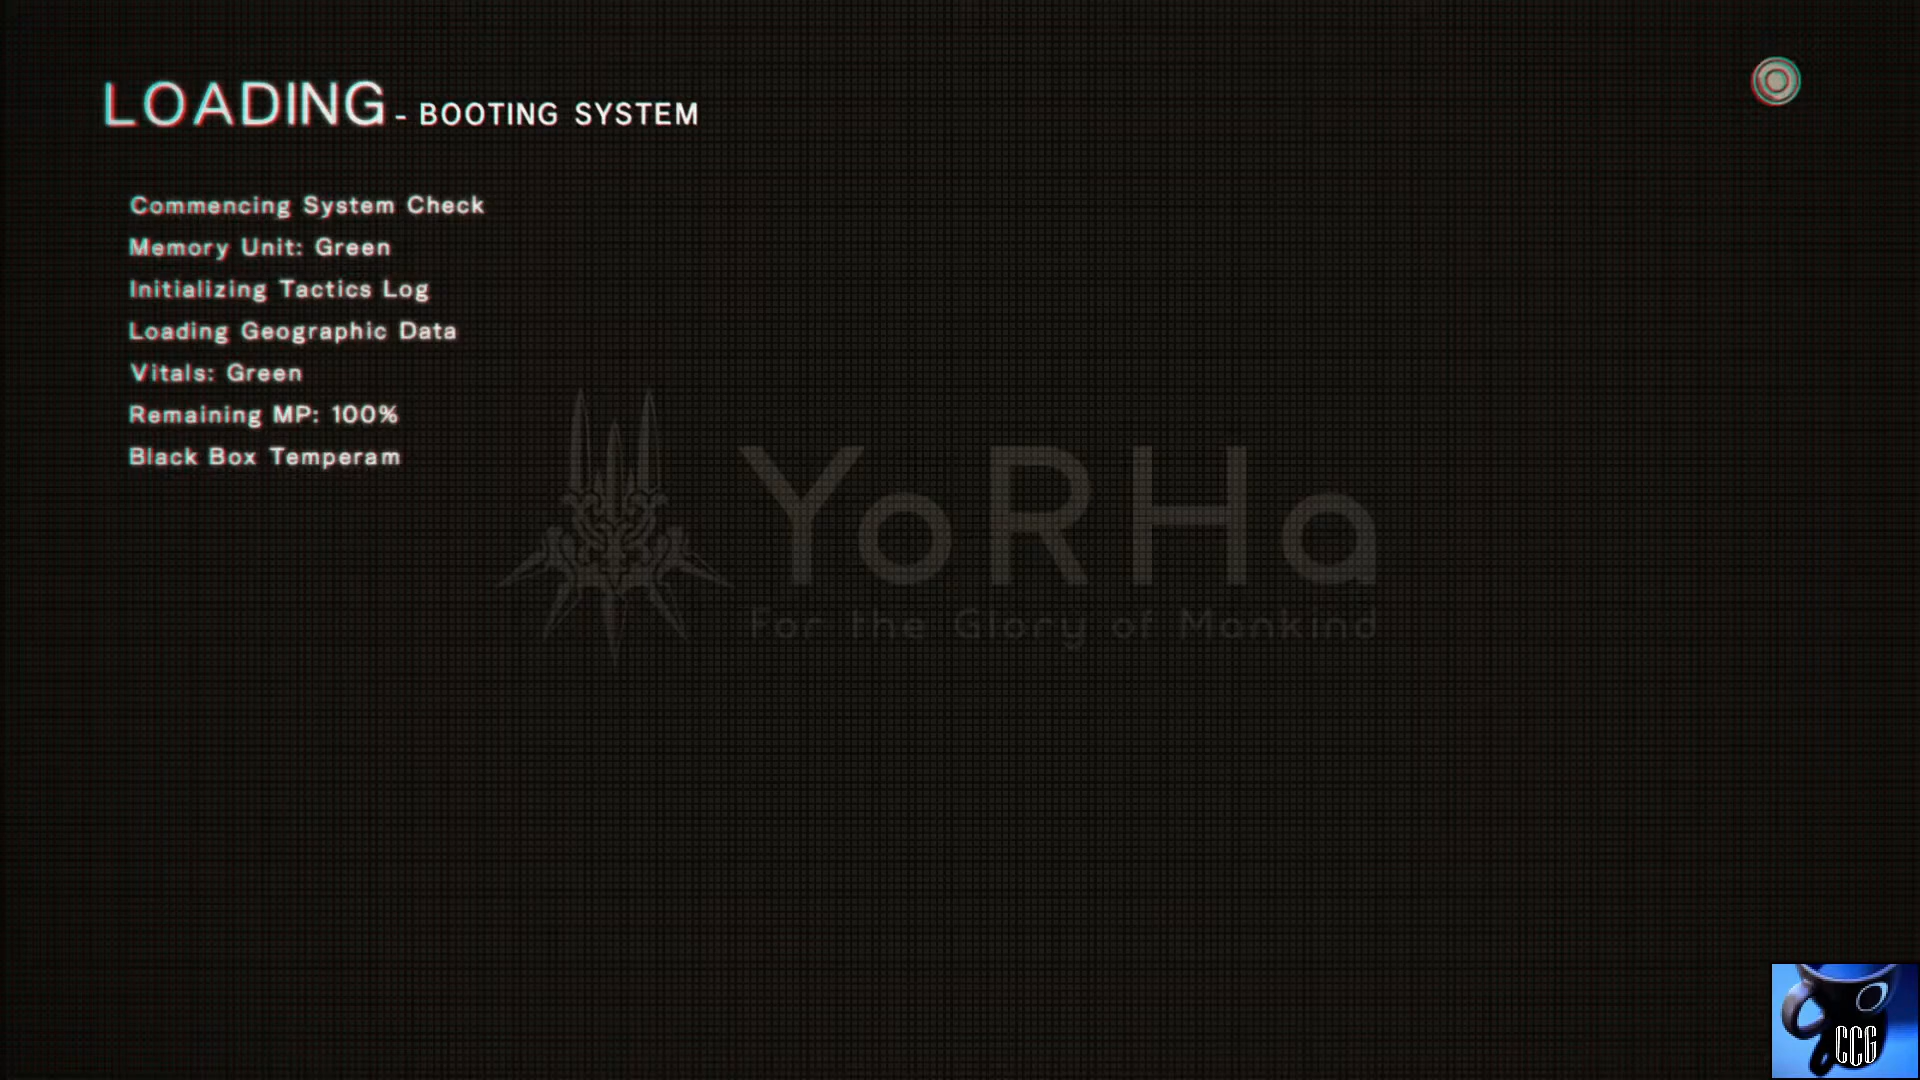 LOADING - BOOTING SYSTEM
Commencing System Check
Memory Unit: Green
Initializing Tactics Log
Loading Geographic Data
Vitals: Green
Remaining MP: 100%
Black Box Temperam
YoRHa
For the Glory of Mankind
CCG